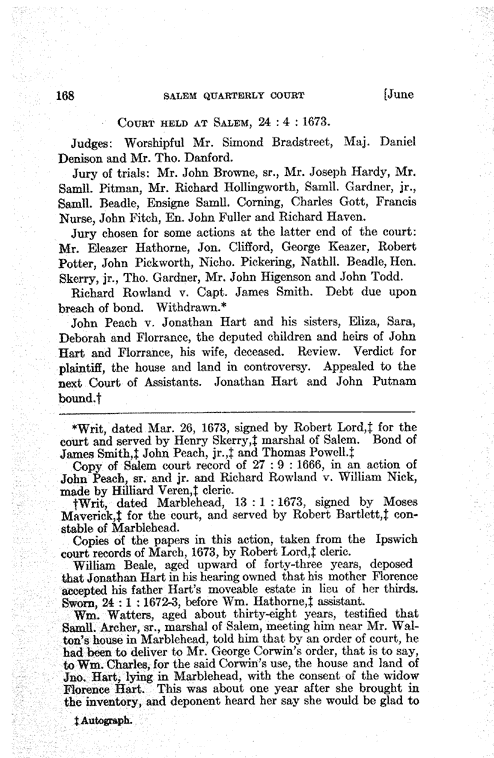 168 SALEM QUARTERLY COURT [June
COURT HELD AT SALEM, 24 : 4 : 1673.
Judges: Worshipful Mr. Simond Bradstreet, Maj. Daniel
Denison and Mr. Tho. Danford.
Jury of trials: Mr. John Browne, sr., Mr. Joseph Hardy, Mr.
Samll. Pitman, Mr. Richard Hollingworth, Samll. Gardner, jr.,
Samll. Beadle, Ensigne Samll. Corning, Charles Gott, Francis
Nurse, John Fitch, En. John Fuller and Richard Haven.
Jury chosen for some actions at the latter end of the court:
Mr. Eleazer Hathorne, Jon. Clifford, George Keazer, Robert
Potter, John Pickworth, Nicho. Pickering, Nathll. Beadle, Hen.
Skerry, jr., Tho. Gardner, Mr. John Higenson and John Todd.
Richard Rowland v. Capt. James Smith. Debt due upon
breach of bond. Withdrawn.*
John Peach v. Jonathan Hart and his sisters, Eliza, Sara,
Deborah and Florrance, the deputed children and heirs of John
Hart and Florrance, his wife, deceased. Review. Verdict for
plaintiff, the house and land in controversy. Appealed to the
next Court of Assistants. Jonathan Hart and John Putnam
bound.†
*Writ, dated Mar. 26, 1673, signed by Robert Lord,‡ for the
court and served by Henry Skerry,‡ marshal of Salem. Bond of
James Smith,‡ John Peach, jr.,‡ and Thomas Powell.‡
Copy of Salem court record of 27 : 9 : 1666, in an action of
John Peach, sr. and jr. and Richard Rowland v. William Nick,
made by Hilliard Veren,‡ cleric.
†Writ, dated Marblehead, 13 : 1 : 1673, signed by Moses
Maverick,‡ for the court, and served by Robert Bartlett,‡ con-
stable of Marblehead.
Copies of the papers in this action, taken from the Ipswich
court records of March, 1673, by Robert Lord,‡ cleric.
William Beale, aged upward of forty-three years, deposed
that Jonathan Hart in his hearing owned that his mother Florence
accepted his father Hart's moveable estate in lieu of her thirds.
Sworn, 24 : 1 : 1672-3, before Wm. Hathorne,‡ assistant.
Wm. Watters, aged about thirty-eight years, testified that
Samll. Archer, sr., marshal of Salem, meeting him near Mr. Wal-
ton's house in Marblehead, told him that by an order of court, he
had been to deliver to Mr. George Corwin's order, that is to say,
to Wm. Charles, for the said Corwin's use, the house and land of
Jno. Hart, lying in Marblehead, with the consent of the widow
Florence Hart. This was about one year after she brought in
the inventory, and deponent heard her say she would be glad to
‡ Autograph.